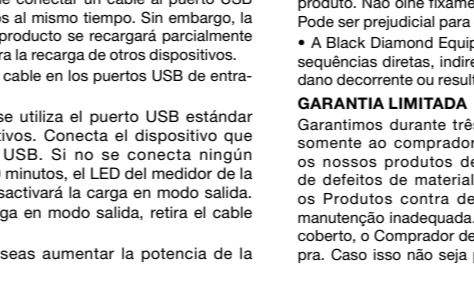 e conectar un cable al puerto USB
os al mismo tiempo. Sin embargo, la
producto se recargará parcialmente
ra la recarga de otros dispositivos.
cable en los puertos USB de entra-
se utiliza el puerto USB estándar
tivos. Conecta el dispositivo que
USB. Si no se conecta ningún
minutos, el LED del medidor de la
sactivará la carga en modo salida.
ga en modo salida, retira el cable
seas aumentar la potencia de la
produto. Não olhe fixame
Pode ser prejudicial para
• A Black Diamond Equip
sequências diretas, indire
dano decorrente ou result
GARANTIA LIMITADA
Garantimos durante trê
somente ao comprador
os nossos produtos de
de defeitos de material
os Produtos contra de
manutenção inadequada.
coberto, o Comprador de
pra. Caso isso não seja p